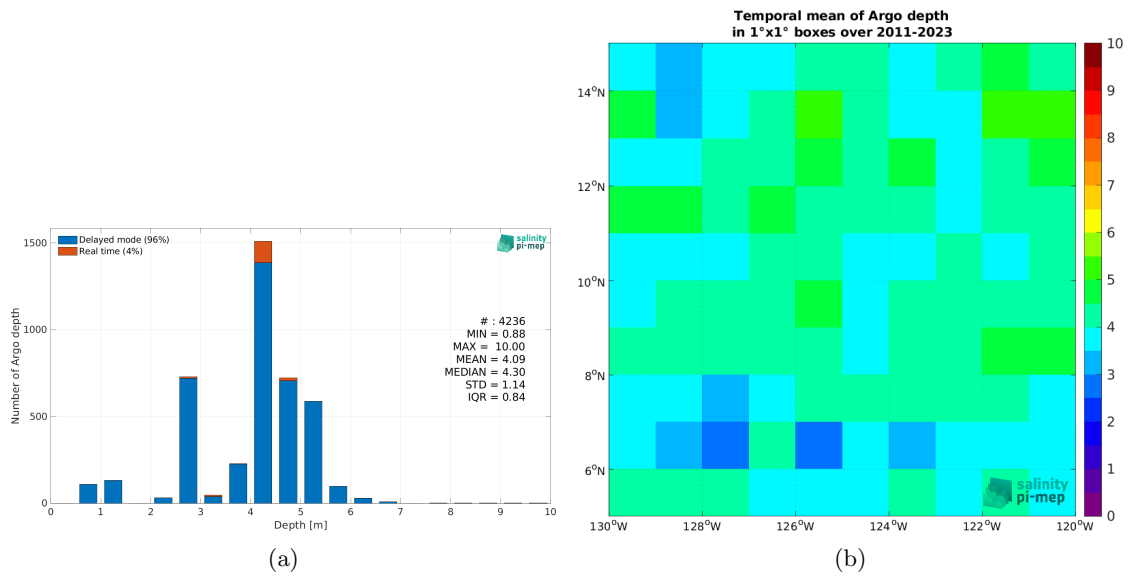 Delayed mode (96%)
Real time (4%)
salinity
pi-mep
Number of Argo depth
1500
1000
500
0
# : 4236
MIN = 0.88
MAX = 10.00
MEAN = 4.09
MEDIAN = 4.30
STD = 1.14
IQR = 0.84
0 1 2 3 4 5 6 7 8 9 10
Depth [m]
(a)
Temporal mean of Argo depth
in 1°x1° boxes over 2011-2023
14°N
12°N
10°N
8°N
6°N
130°W 128°W 126°W 124°W 122°W 120°W
salinity
pi-mep
10
9
8
7
6
5
4
3
2
1
0
(b)